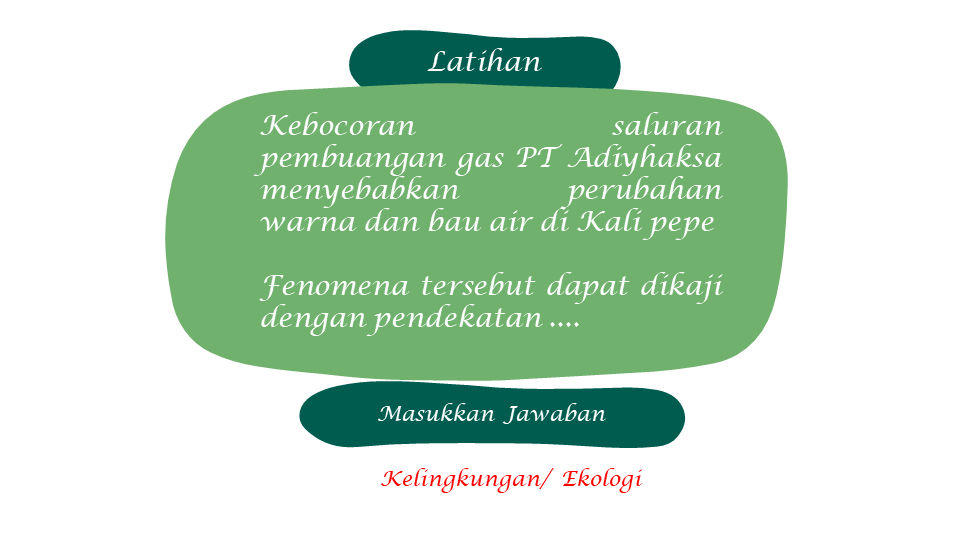 Latihan
Kebocoran saluran
pembuangan gas PT Adiyhaksa
menyebabkan perubahan
warna dan bau air di Kali pepe
Fenomena tersebut dapat dikaji
dengan pendekatan ....
Masukkan Jawaban
Kelingkungan/ Ekologi